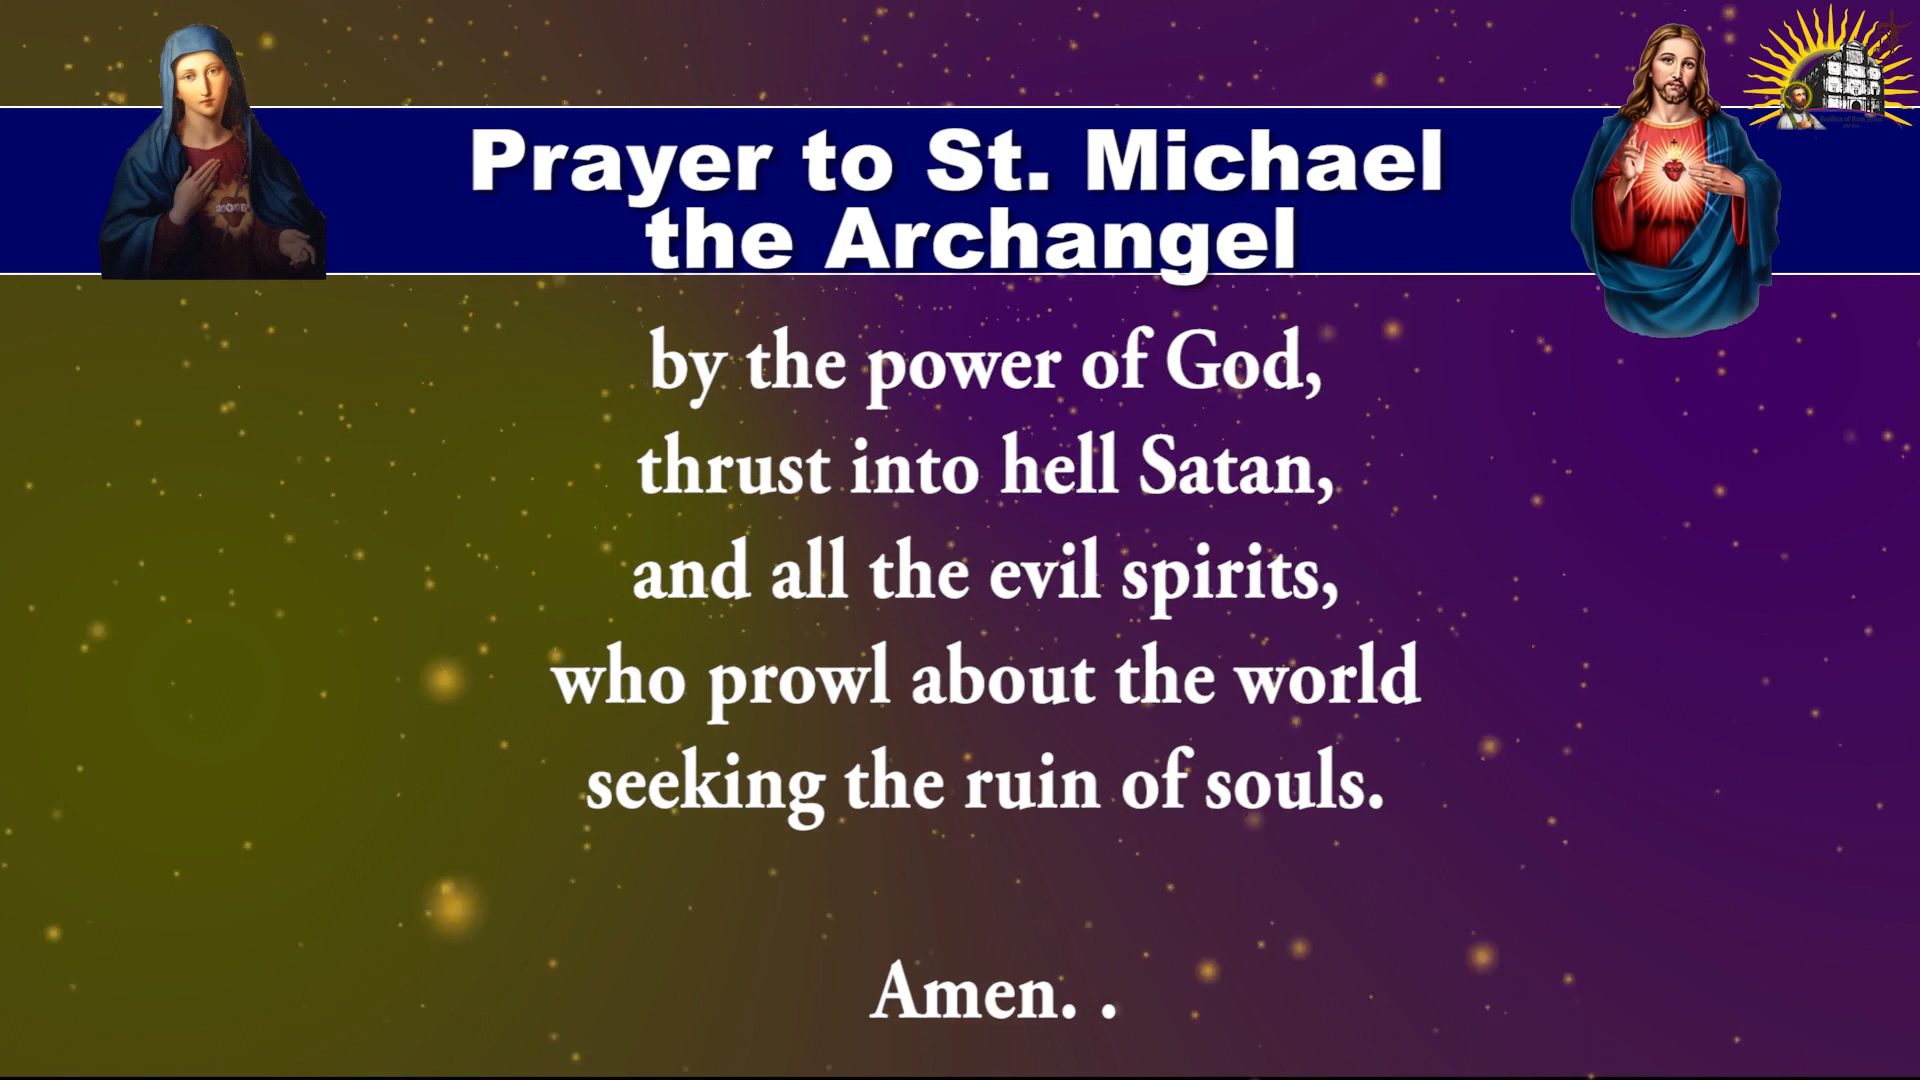 Prayer to St. Michael
the Archangel
by the power of God,
thrust into hell Satan,
and all the evil spirits,
who prowl about the world
seeking the ruin of souls.
Amen. .